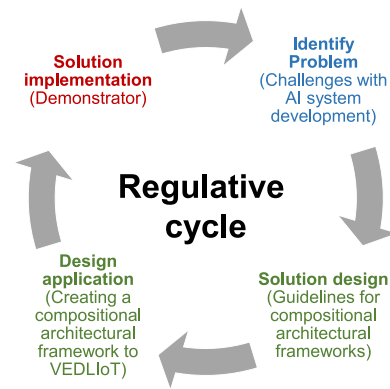 Solution
implementation
(Demonstrator)
Identify
Problem
(Challenges with
AI system
development)
Regulative
cycle
Design
application
(Creating a
compositional
architectural
framework to
VEDLIoT)
Solution design
(Guidelines for
compositional
architectural
frameworks)